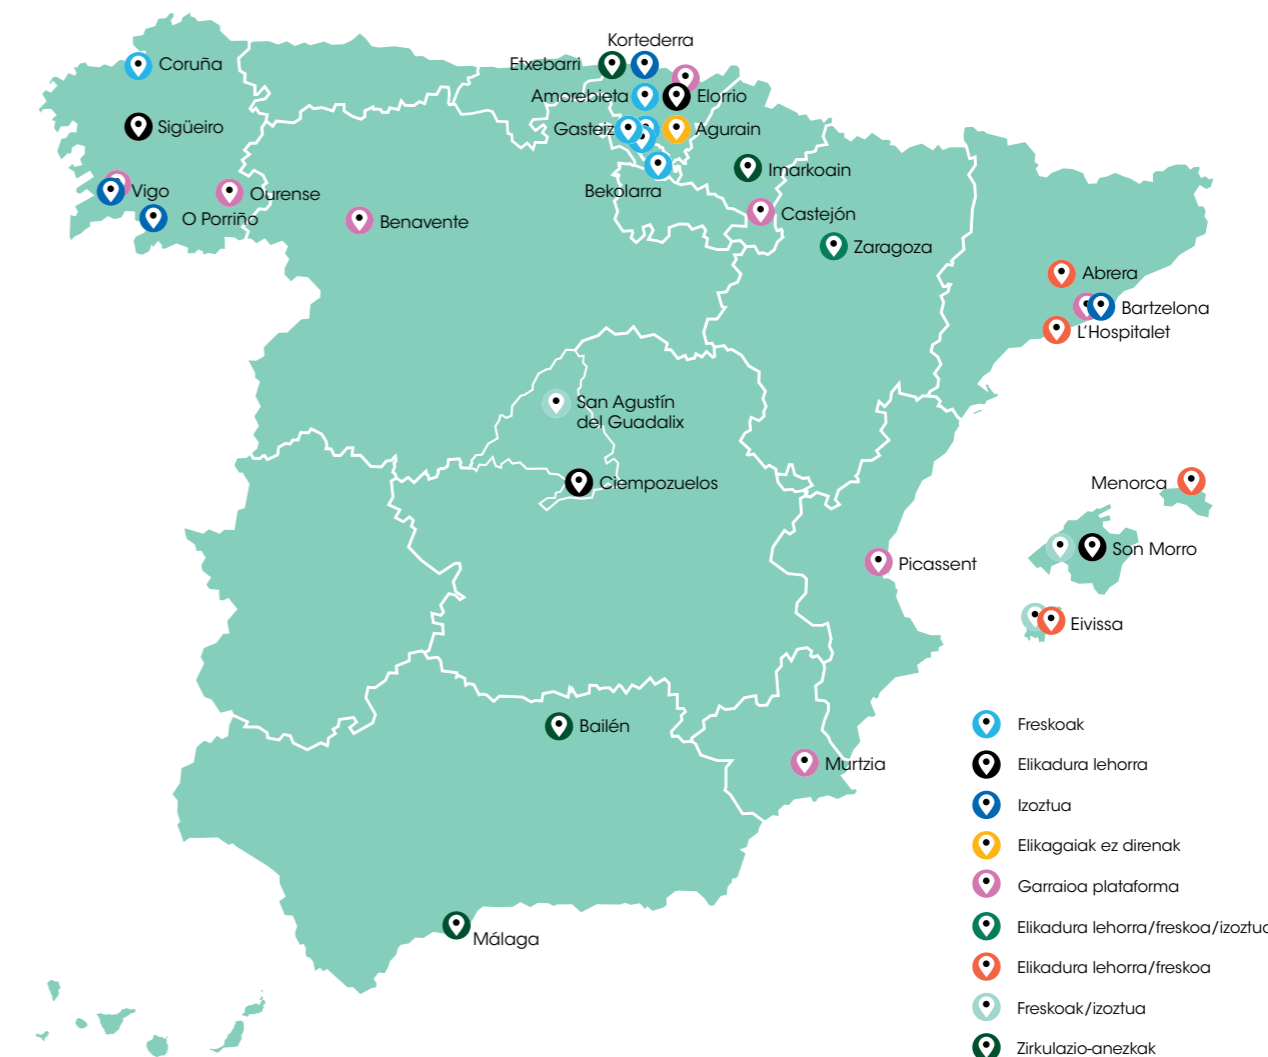 Kortederra
Coruña
Etxebarri
Amorebieta
Elorrio
Sigüeiro
Gasteiz
Agurain
Imarkoain
Vigo
Ourense
Bekolarra
O Porriño
Benavente
Castejón
Zaragoza
Abrera
Bartzelona
L'Hospitalet
San Agustín
del Guadalix
Ciempozuelos
Menorca
Son Morro
Picassent
Eivissa
Bailén
Murtzia
Málaga
Freskoak
Elikadura lehorra
Izoztua
Elikagaiak ez direnak
Garraioa plataforma
Elikadura lehorra/freskoa/izoztua
Elikadura lehorra/freskoa
Freskoak/izoztua
Zirkulazio-anezkak